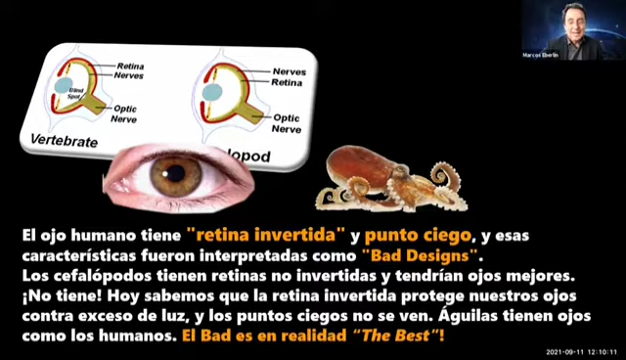 Marcos Eberlin
Retina
Nerves
Blind
Spot
Optic
Nerve
Vertebrate
Nerves
Retina
Optic
Nerve
lopod
El ojo humano tiene "retina invertida" y punto ciego, y esas
características fueron interpretadas como "Bad Designs".
Los cefalópodos tienen retinas no invertidas y tendrían ojos mejores.
¡No tiene! Hoy sabemos que la retina invertida protege nuestros ojos
contra exceso de luz, y los puntos ciegos no se ven. Águilas tienen ojos
como los humanos. El Bad es en realidad “The Best”!
2021-09-11 12:10:11